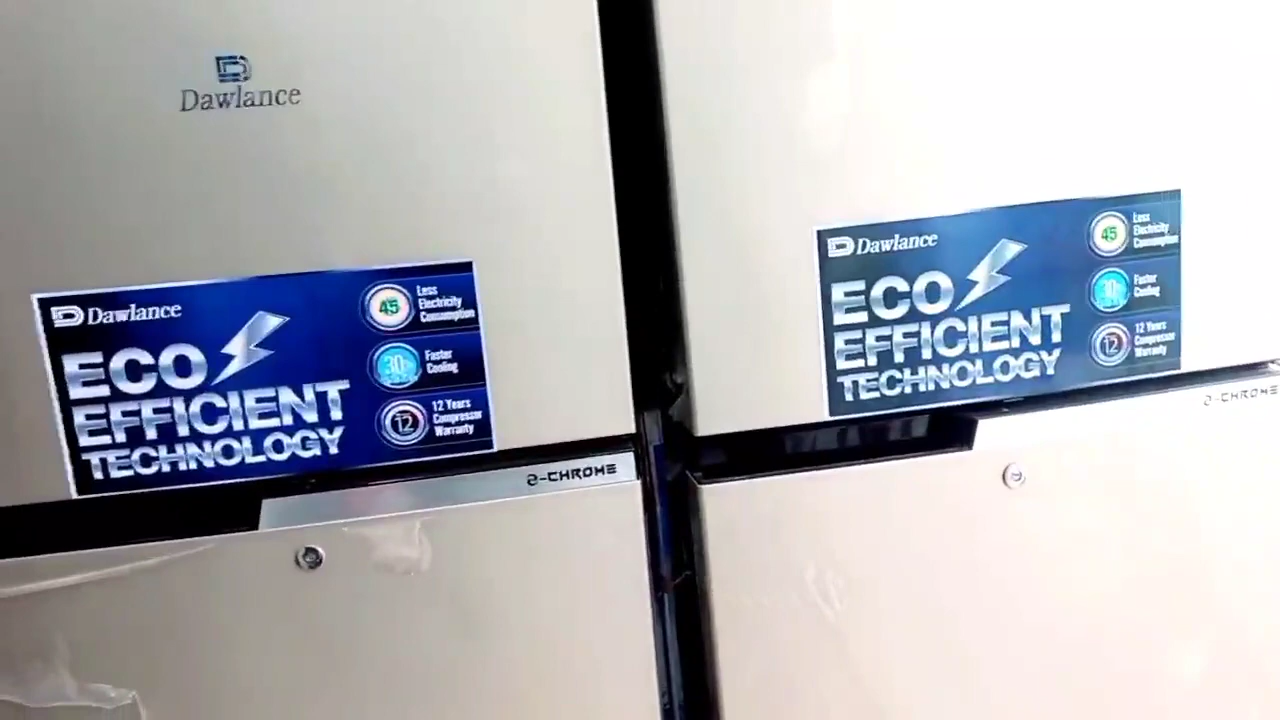 Dawlance
Dawlance
ECO
EFFICIENT
TECHNOLOGY
45
Less
Electricity
Consumption
30
Faster
Cooling
12
12 Years
Compressor
Warranty
e-CHROME
Dawlance
ECO
EFFICIENT
TECHNOLOGY
45
Less
Electricity
Consumption
30
Faster
Cooling
12
12 Years
Compressor
Warranty
e-CHROME